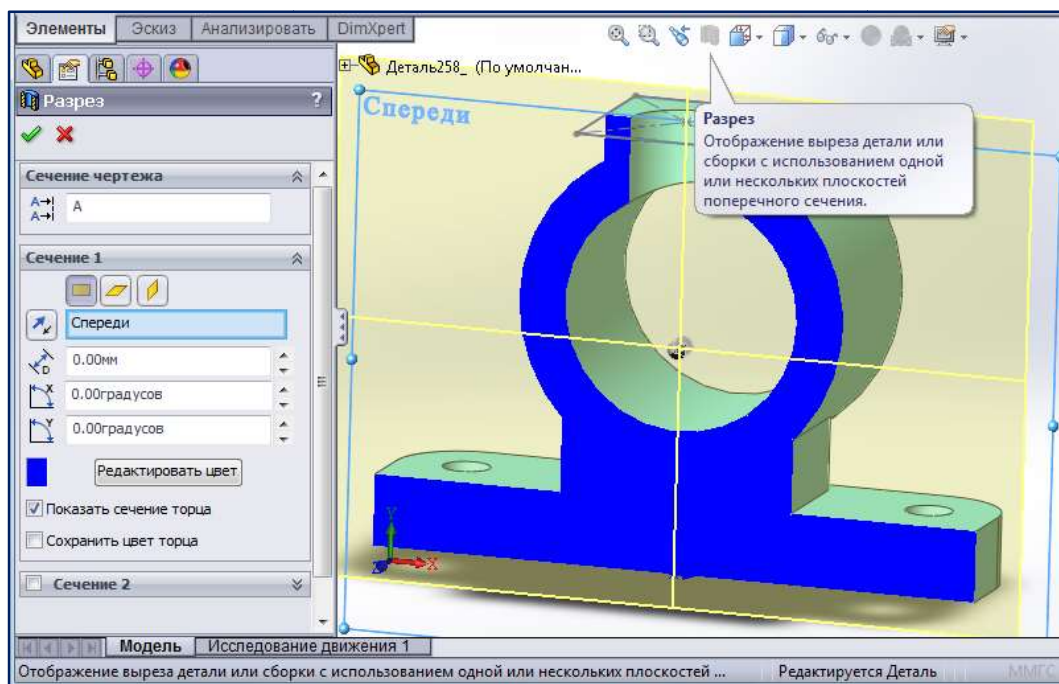 Элементы Эскиз Анализировать DimXpert
Деталь258_ (По умолчан...
Разрез ?
Спереди
Разрез
Отображение выреза детали или
сборки с использованием одной
или нескольких плоскостей
поперечного сечения.
Сечение чертежа
A
Сечение 1
Спереди
0.00мм
0.00градусов
0.00градусов
Редактировать цвет
Показать сечение торца
Сохранить цвет торца
Сечение 2
Y
X
Z
Модель Исследование движения 1
Отображение выреза детали или сборки с использованием одной или нескольких плоскостей ... Редактируется Деталь ММГС